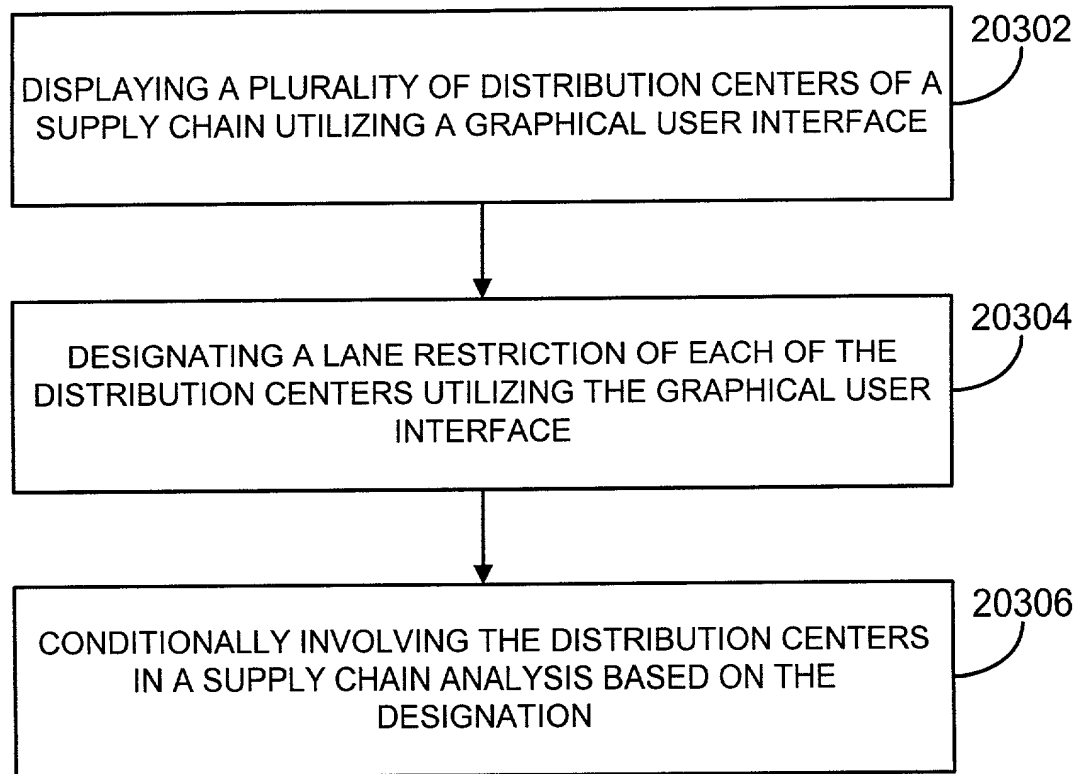 20302
DISPLAYING A PLURALITY OF DISTRIBUTION CENTERS OF A
SUPPLY CHAIN UTILIZING A GRAPHICAL USER INTERFACE
20304
DESIGNATING A LANE RESTRICTION OF EACH OF THE
DISTRIBUTION CENTERS UTILIZING THE GRAPHICAL USER
INTERFACE
20306
CONDITIONALLY INVOLVING THE DISTRIBUTION CENTERS
IN A SUPPLY CHAIN ANALYSIS BASED ON THE
DESIGNATION